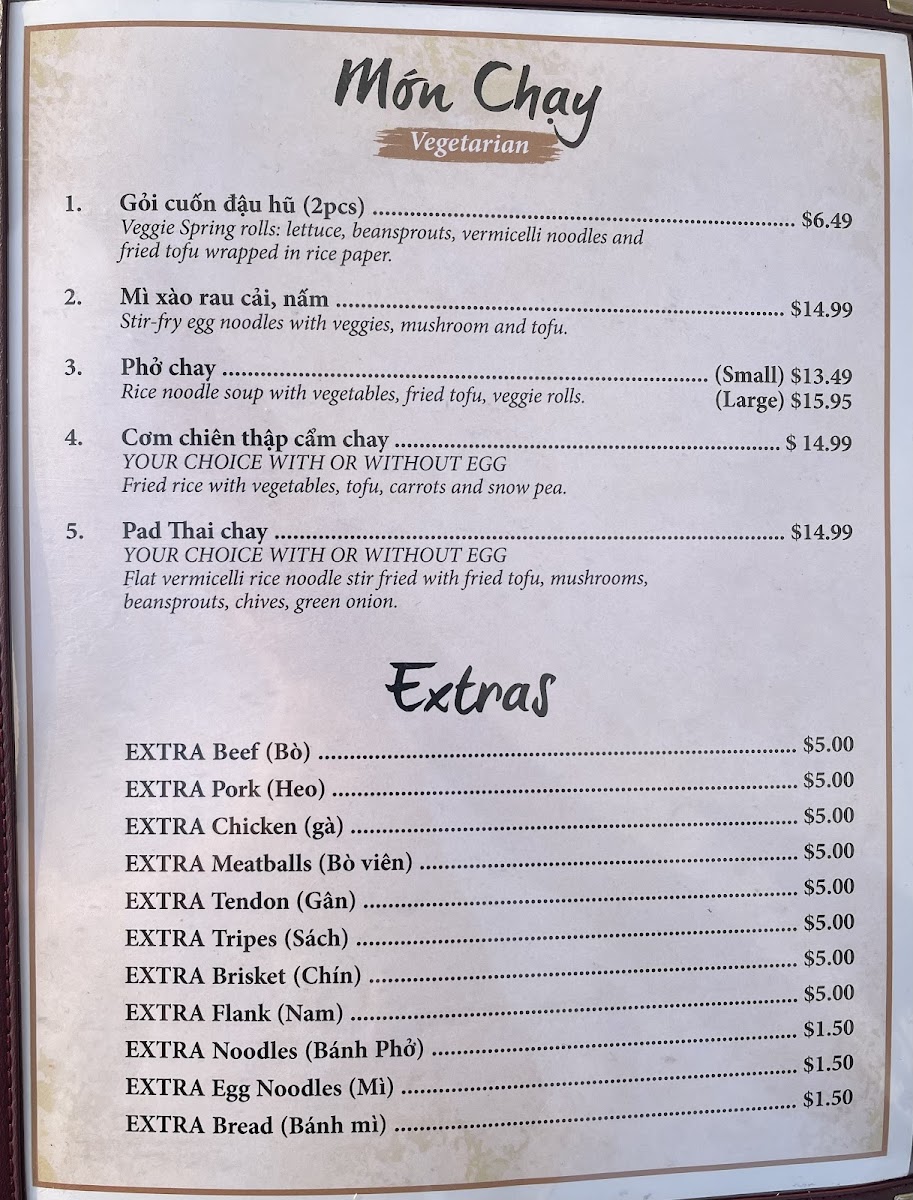 Món Chạy
Vegetarian
1. Gỏi cuốn đậu hũ (2pcs) ........ $6.49
Veggie Spring rolls: lettuce, beansprouts, vermicelli noodles and
fried tofu wrapped in rice paper.
2. Mì xào rau cải, nấm ........ $14.99
Stir-fry egg noodles with veggies, mushroom and tofu.
3. Phở chay ........ (Small) $13.49
Rice noodle soup with vegetables, fried tofu, veggie rolls. (Large) $15.95
4. Cơm chiên thập cẩm chay ........ $ 14.99
YOUR CHOICE WITH OR WITHOUT EGG
Fried rice with vegetables, tofu, carrots and snow pea.
5. Pad Thai chay ........ $14.99
YOUR CHOICE WITH OR WITHOUT EGG
Flat vermicelli rice noodle stir fried with fried tofu, mushrooms,
beansprouts, chives, green onion.
Extras
EXTRA Beef (Bò) ........ $5.00
EXTRA Pork (Heo) ........ $5.00
EXTRA Chicken (gà) ........ $5.00
EXTRA Meatballs (Bò viên) ........ $5.00
EXTRA Tendon (Gân) ........ $5.00
EXTRA Tripes (Sách) ........ $5.00
EXTRA Brisket (Chín) ........ $5.00
EXTRA Flank (Nam) ........ $5.00
EXTRA Noodles (Bánh Phở) ........ $1.50
EXTRA Egg Noodles (Mì) ........ $1.50
EXTRA Bread (Bánh mì) ........ $1.50